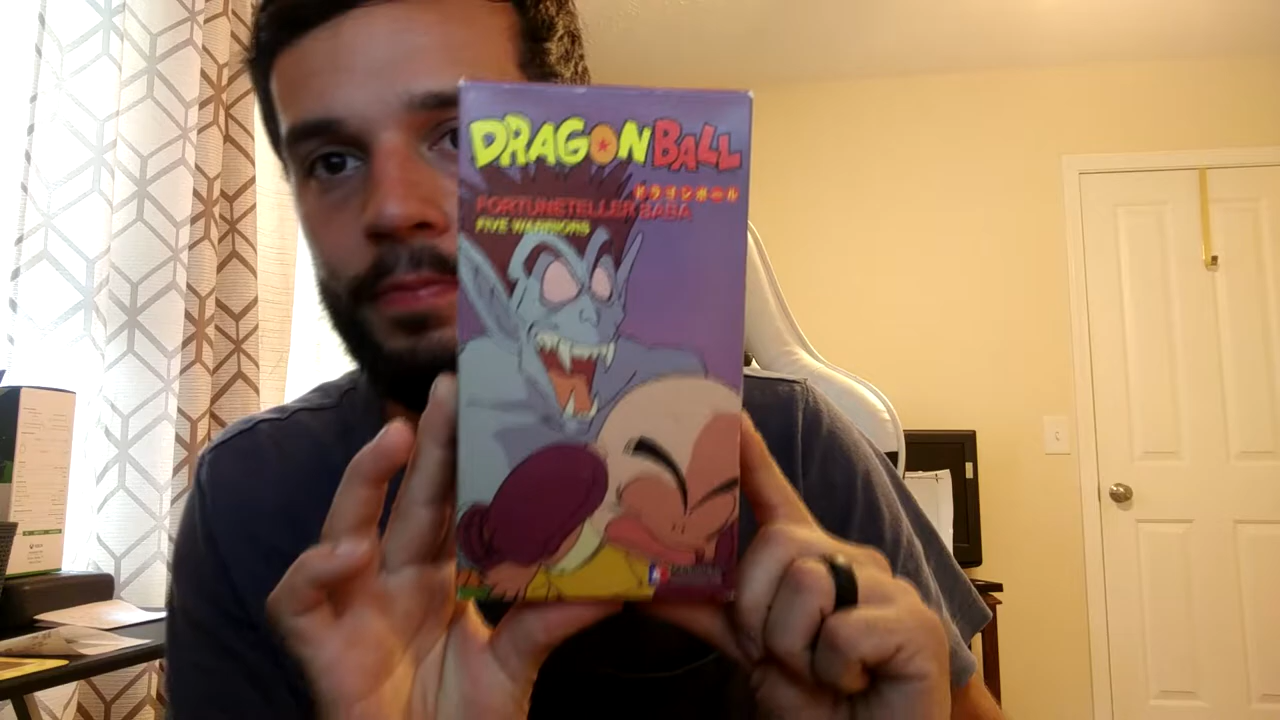 DRAGON BALL
ドラゴンボール
FORTUNETELLER BABA
FIVE WARRIORS